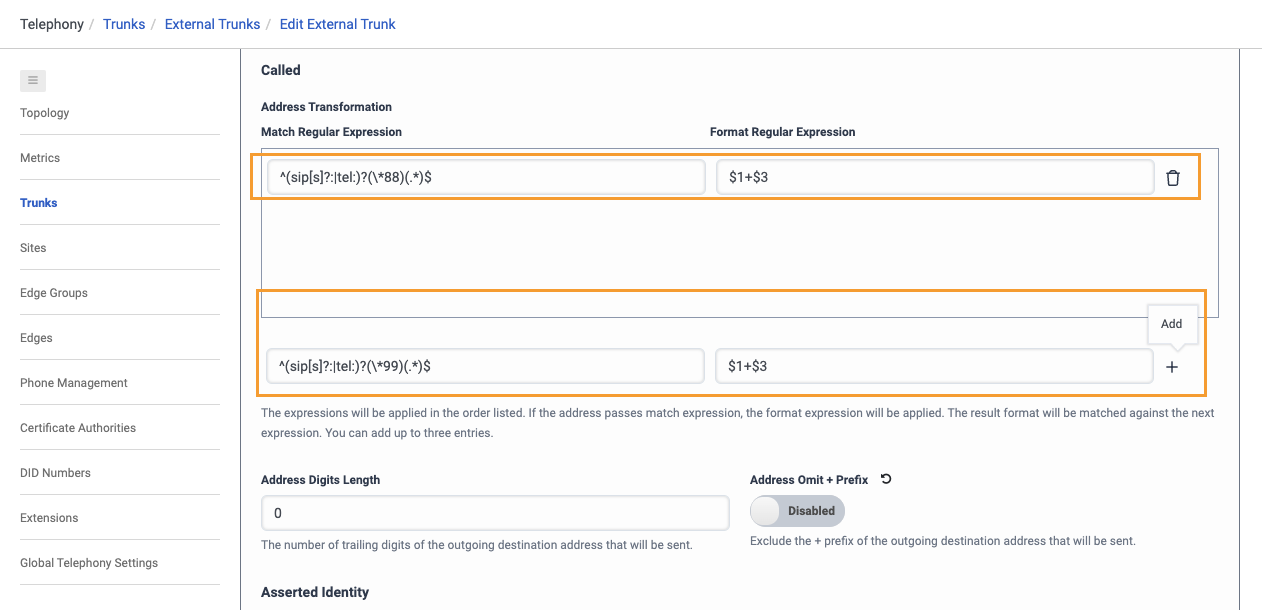 Telephony / Trunks / External Trunks / Edit External Trunk
Topology
Metrics
Trunks
Sites
Edge Groups
Edges
Phone Management
Certificate Authorities
DID Numbers
Extensions
Global Telephony Settings
Called
Address Transformation
Match Regular Expression Format Regular Expression
^(sip[s]?:|tel:)?(\*88)(.*)$ $1+$3
Add
^(sip[s]?:|tel:)?(\*99)(.*)$ $1+$3
The expressions will be applied in the order listed. If the address passes match expression, the format expression will be applied. The result format will be matched against the next
expression. You can add up to three entries.
Address Digits Length Address Omit + Prefix
0 Disabled
The number of trailing digits of the outgoing destination address that will be sent. Exclude the + prefix of the outgoing destination address that will be sent.
Asserted Identity